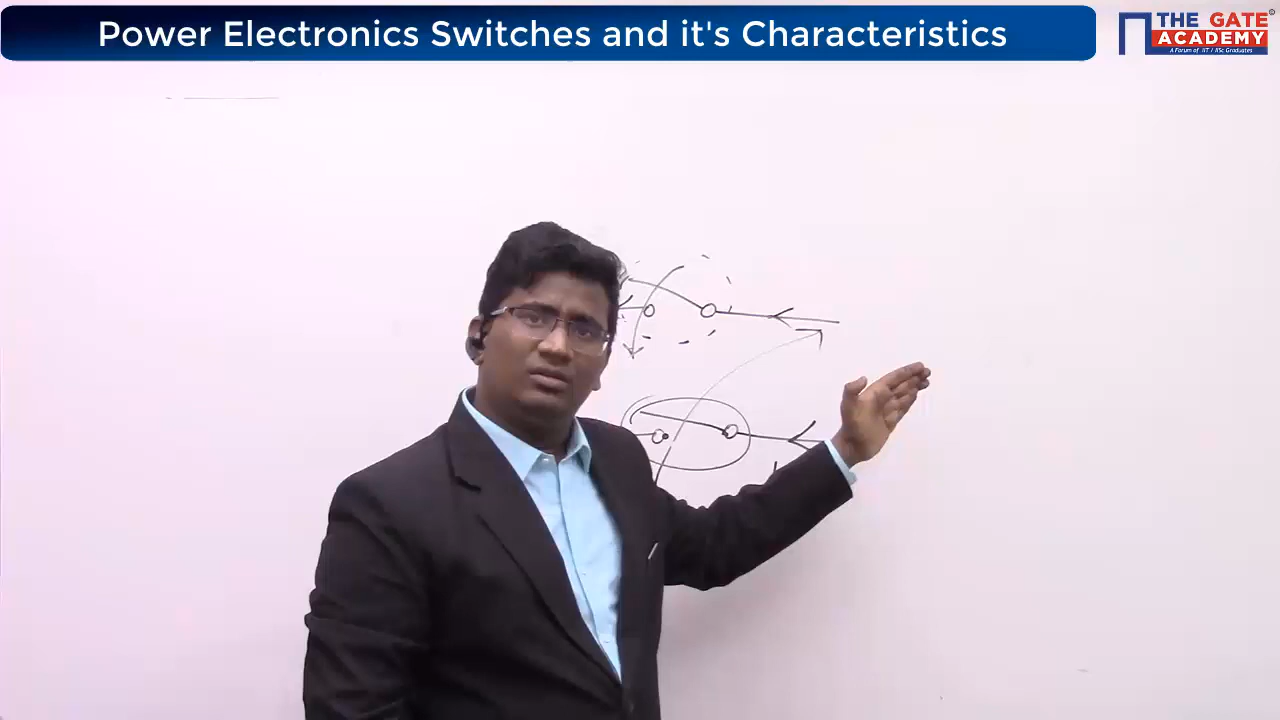 Power Electronics Switches and it's Characteristics
THE GATE
ACADEMY
A Forum of IIT / IISc Graduates